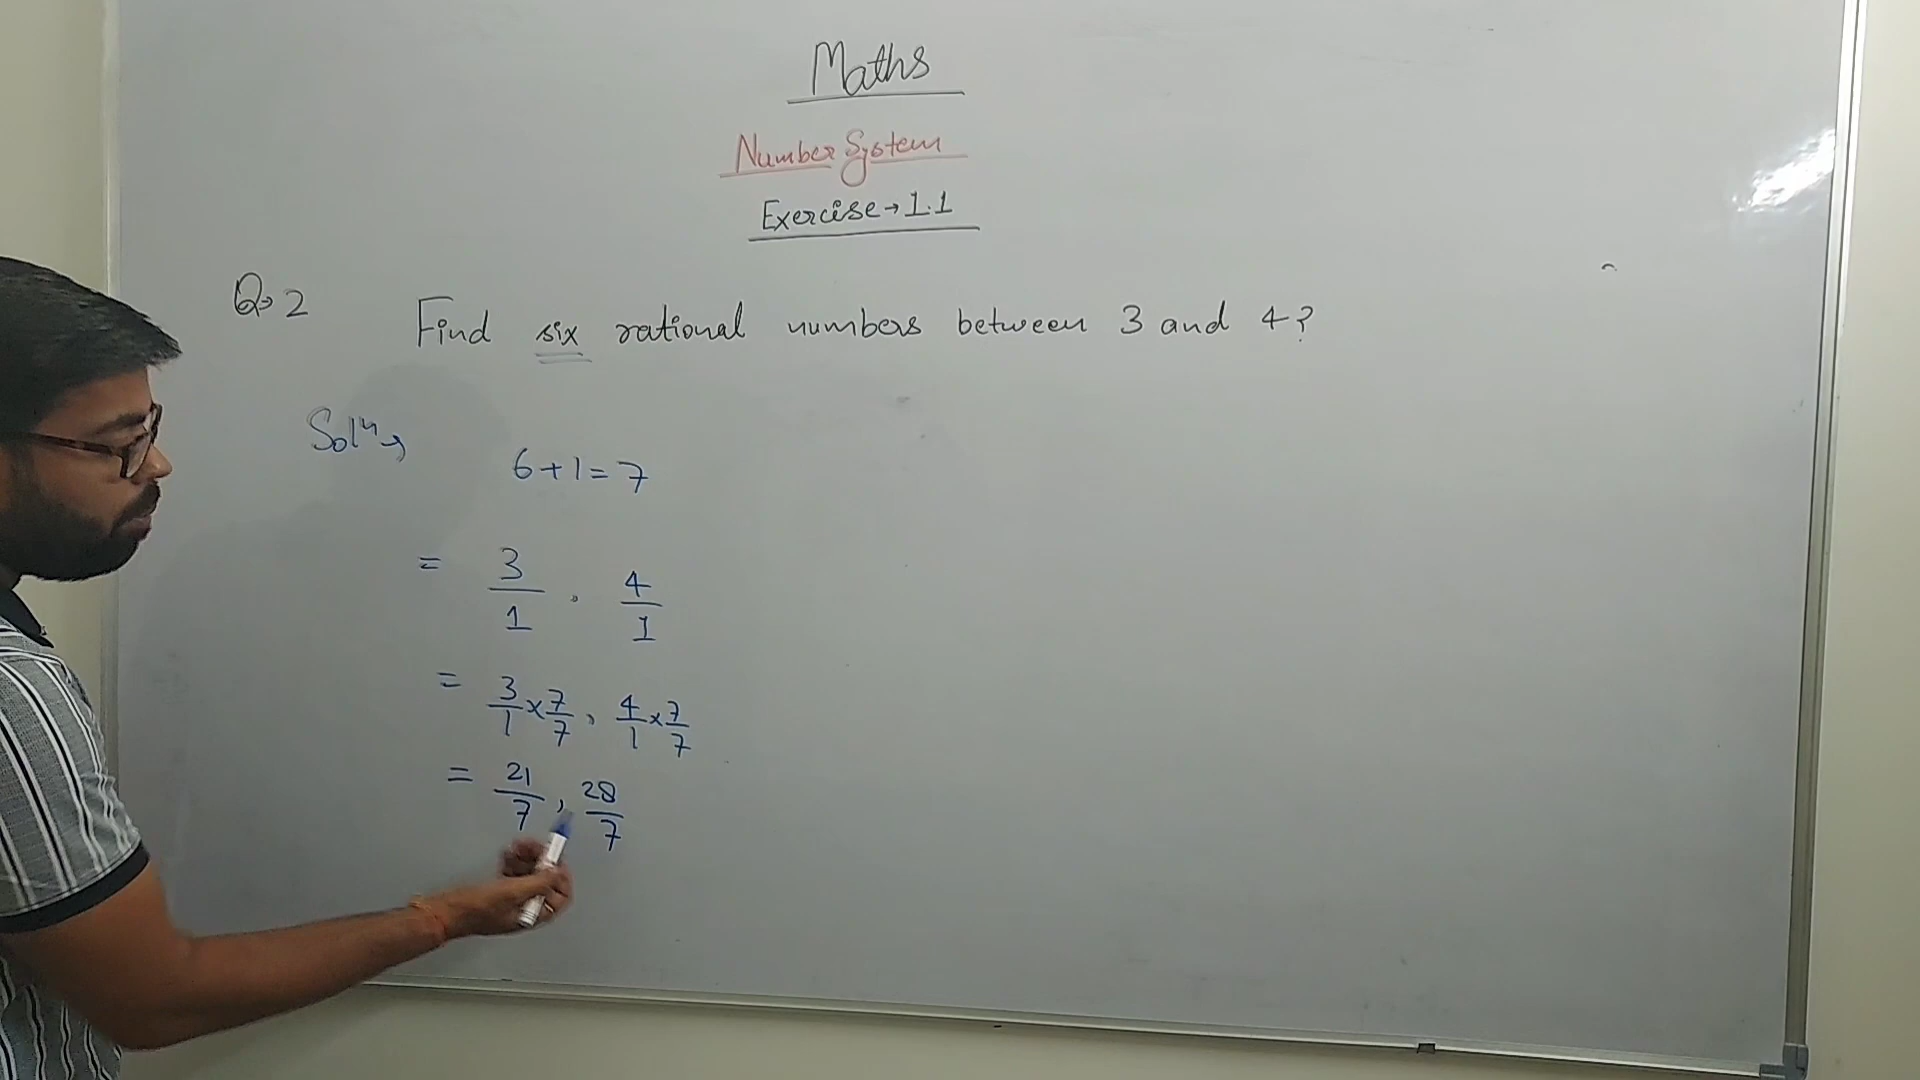 Maths
Number System
Exercise → 1.1
Q→ 2 Find six rational numbers between 3 and 4?
Solⁿ→
6+1=7
= 3/1 , 4/1
= 3/1 × 7/7 , 4/1 × 7/7
= 21/7 , 28/7